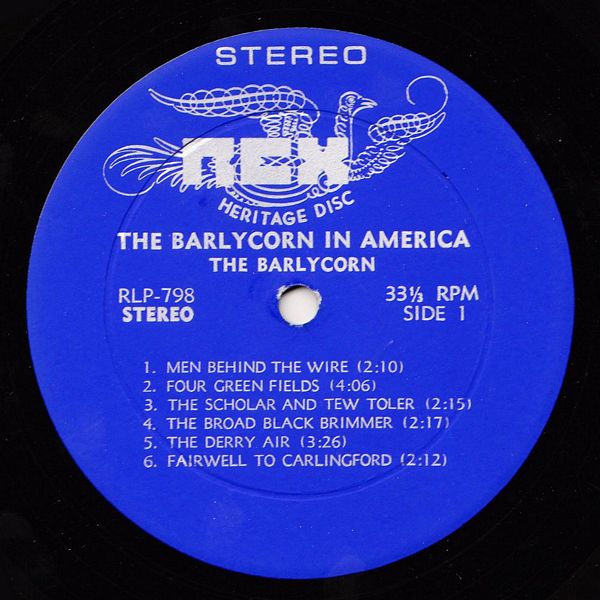 STEREO
REX
HERITAGE DISC
THE BARLYCORN IN AMERICA
THE BARLYCORN
RLP-798 33⅓ RPM
STEREO SIDE 1
1. MEN BEHIND THE WIRE (2:10)
2. FOUR GREEN FIELDS (4:06)
3. THE SCHOLAR AND TEW TOLER (2:15)
4. THE BROAD BLACK BRIMMER (2:17)
5. THE DERRY AIR (3:26)
6. FAIRWELL TO CARLINGFORD (2:12)